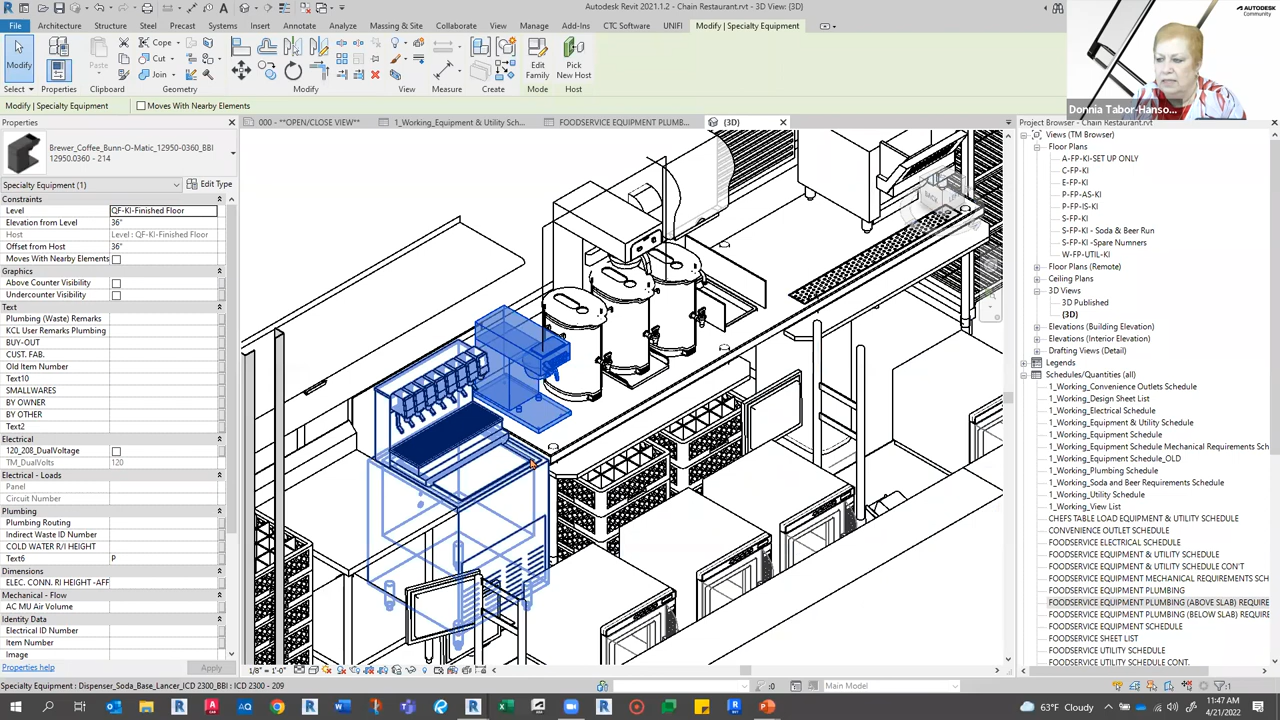 Autodesk Revit 2021.1.2 - Chain Restaurant.rvt - 3D View: {3D}
File Architecture Structure Steel Precast Systems Insert Annotate Analyze Massing & Site Collaborate View Manage Add-Ins CTC Software UNIFI Modify | Specialty Equipment
Modify Paste Cope Cut Join Edit Family Pick New Host
Select Properties Clipboard Geometry Modify View Measure Create Mode Host
Modify | Specialty Equipment Moves With Nearby Elements
AUTODESK Community
Donnia Tabor-Hanso...
Properties
Brewer_Coffee_Bunn-O-Matic_12950-0360_BBI
12950.0360 - 214
Specialty Equipment (1) Edit Type
Constraints
Level QF-KI-Finished Floor
Elevation from Level 36"
Host Level : QF-KI-Finished Floor
Offset from Host 36"
Moves With Nearby Elements
Graphics
Above Counter Visibility
Undercounter Visibility
Text
Plumbing (Waste) Remarks
KCL User Remarks Plumbing
BUY-OUT
CUST. FAB.
Old Item Number
Text10
SMALLWARES
BY OWNER
BY OTHER
Text2
Electrical
120_208_DualVoltage
TM_DualVolts 120
Electrical - Loads
Panel
Circuit Number
Plumbing
Plumbing Routing
Indirect Waste ID Number
COLD WATER R/I HEIGHT
Text6 P
Dimensions
ELEC. CONN. RI HEIGHT -AFF
Mechanical - Flow
AC MU Air Volume
Identity Data
Electrical ID Number
Item Number
Image
Properties help Apply
000 - **OPEN/CLOSE VIEW** 1_Working_Equipment & Utility Sch... FOODSERVICE EQUIPMENT PLUMB... {3D}
BACK LEFT
1/8" = 1'-0"
Project Browser - Chain Restaurant.rvt
Views (TM Browser)
Floor Plans
A-FP-KI-SET UP ONLY
C-FP-KI
E-FP-KI
P-FP-AS-KI
P-FP-IS-KI
S-FP-KI
S-FP-KI - Soda & Beer Run
S-FP-KI -Spare Numners
W-FP-UTIL-KI
Floor Plans (Remote)
Ceiling Plans
3D Views
3D Published
{3D}
Elevations (Building Elevation)
Elevations (Interior Elevation)
Drafting Views (Detail)
Legends
Schedules/Quantities (all)
1_Working_Convenience Outlets Schedule
1_Working_Design Sheet List
1_Working_Electrical Schedule
1_Working_Equipment & Utility Schedule
1_Working_Equipment Schedule
1_Working_Equipment Schedule Mechanical Requirements Sch
1_Working_Equipment Schedule_OLD
1_Working_Plumbing Schedule
1_Working_Soda and Beer Requirements Schedule
1_Working_Utility Schedule
1_Working_View List
CHEFS TABLE LOAD EQUIPMENT & UTILITY SCHEDULE
CONVENIENCE OUTLET SCHEDULE
FOODSERVICE ELECTRICAL SCHEDULE
FOODSERVICE EQUIPMENT & UTILITY SCHEDULE
FOODSERVICE EQUIPMENT & UTILITY SCHEDULE CON'T
FOODSERVICE EQUIPMENT MECHANICAL REQUIREMENTS SCH
FOODSERVICE EQUIPMENT PLUMBING
FOODSERVICE EQUIPMENT PLUMBING (ABOVE SLAB) REQUIRE
FOODSERVICE EQUIPMENT PLUMBING (BELOW SLAB) REQUIRE
FOODSERVICE EQUIPMENT SCHEDULE
FOODSERVICE SHEET LIST
FOODSERVICE UTILITY SCHEDULE
FOODSERVICE UTILITY SCHEDULE CONT.
Specialty Equipment : Dispenser_Soda_Base_Lancer_ICD 2300_BBI : ICD 2300 - 209 :0 Main Model :1
63°F Cloudy 11:47 AM
4/21/2022